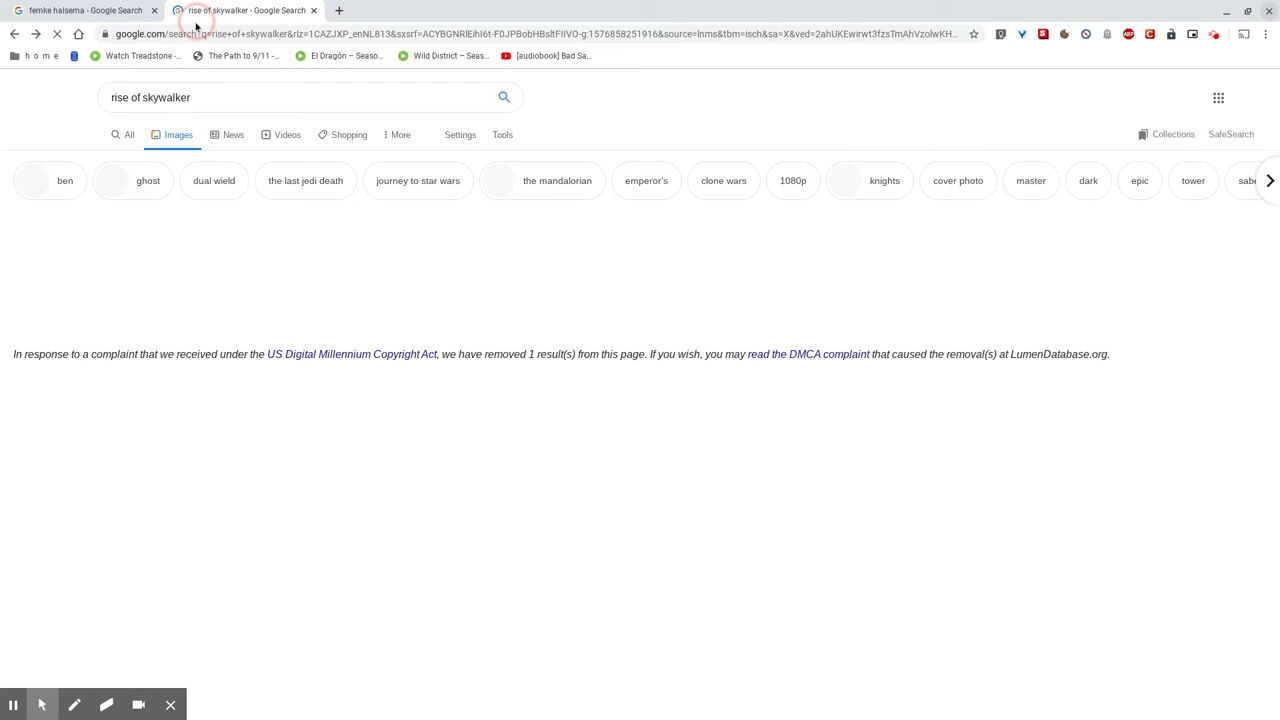 femke halsema - Google Search
rise of skywalker - Google Search
google.com/search?q=rise+of+skywalker&rlz=1CAZJXP_enNL813&sxsrf=ACYBGNRlEihI6t-F0JPBobHBsltFIIVO-g:1576858251916&source=lnms&tbm=isch&sa=X&ved=2ahUKEwirwt3fzsTmAhVzolwKH...
h o m e
Watch Treadstone -...
The Path to 9/11 -...
El Dragón – Seaso...
Wild District – Seas...
[audiobook] Bad Sa...
rise of skywalker
All Images News Videos Shopping More Settings Tools Collections SafeSearch
ben ghost dual wield the last jedi death journey to star wars the mandalorian emperor's clone wars 1080p knights cover photo master dark epic tower
In response to a complaint that we received under the US Digital Millennium Copyright Act, we have removed 1 result(s) from this page. If you wish, you may read the DMCA complaint that caused the removal(s) at LumenDatabase.org.